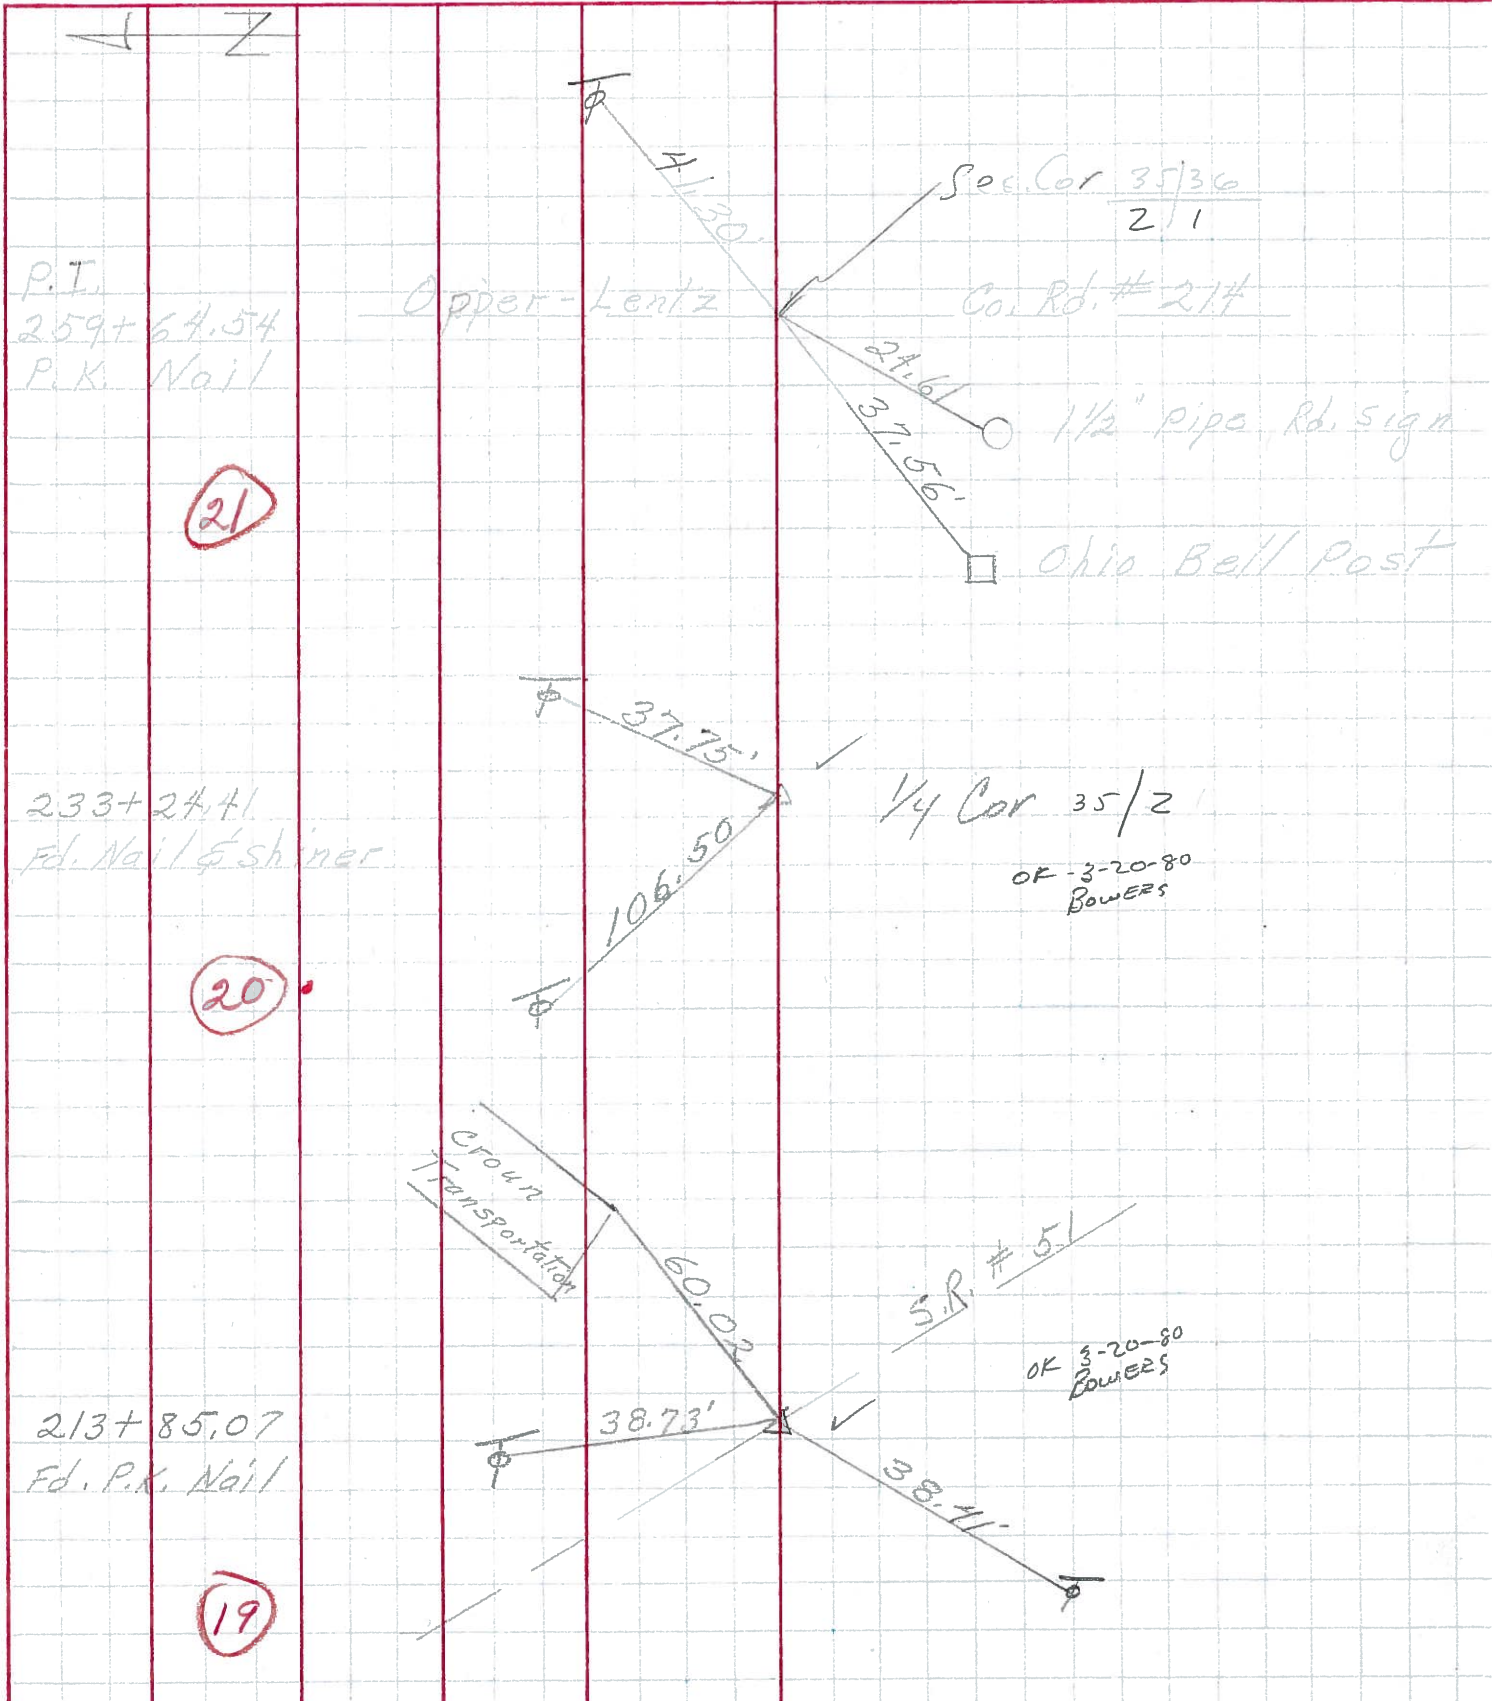 N
41.30
Sec. Cor 35/36
2/1
P.I.
259+64.54
P.K. Nail
Opper-Lentz
Co. Rd. # 214
24.61
37.56'
1 1/2" Pipe Rd. Sign
21
Ohio Bell Post
37.75'
233+24.41
Fd. Nail & Shiner
1/4 Cor 35/2
OK-3-20-80
BOWERS
106.50
20
Croun
Transportation
60.02
S.R. # 51
OK 3-20-80
BOWERS
213+85.07
Fd. P.K. Nail
38.73'
38.41'
19